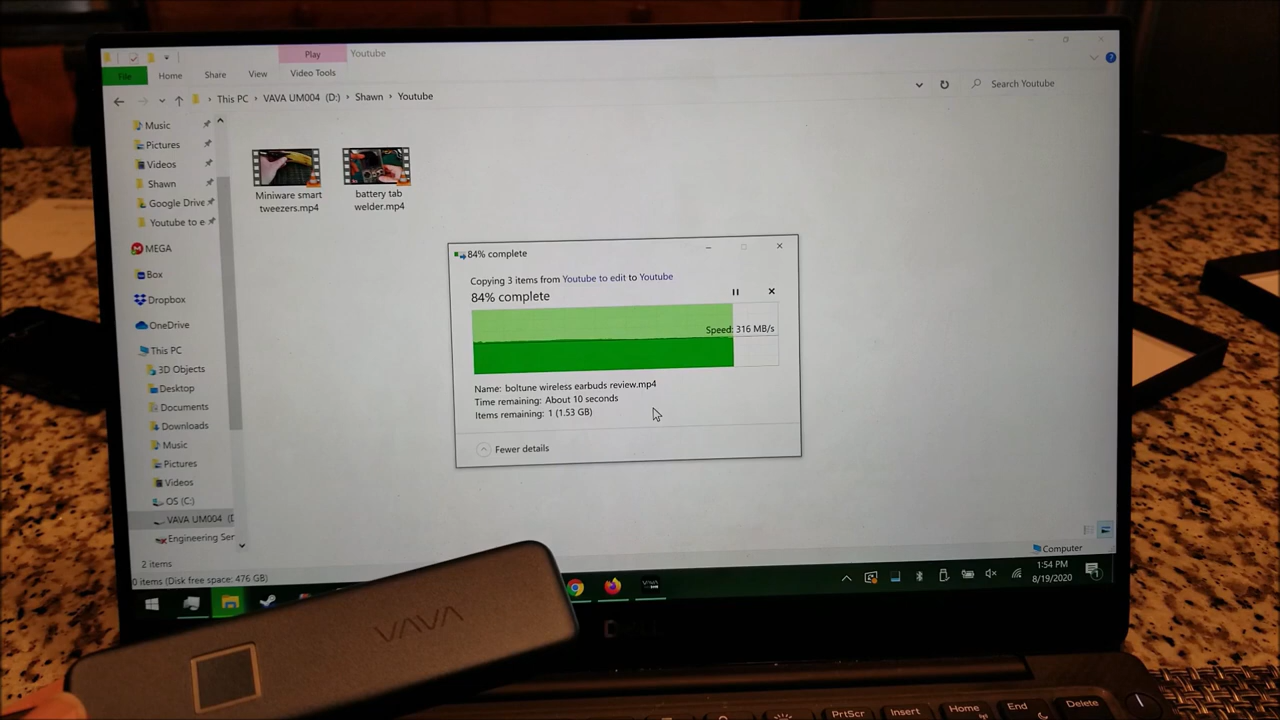 Play Youtube
File Home Share View Video Tools
This PC VAVA UM004 (D:) Shawn Youtube
Search Youtube
Music
Pictures
Videos
Shawn
Google Drive
Youtube to e
MEGA
Box
Dropbox
OneDrive
This PC
3D Objects
Desktop
Documents
Downloads
Music
Pictures
Videos
OS (C:)
VAVA UM004 (D
Engineering Ser
Miniware smart
tweezers.mp4
battery tab
welder.mp4
84% complete
Copying 3 items from Youtube to edit to Youtube
84% complete
Speed: 316 MB/s
Name: boltune wireless earbuds review.mp4
Time remaining: About 10 seconds
Items remaining: 1 (1.53 GB)
Fewer details
2 items
0 items (Disk free space: 476 GB)
Computer
1:54 PM
8/19/2020
1
VAVA
VAVA
DELL
PrtScr Insert Home End Delete